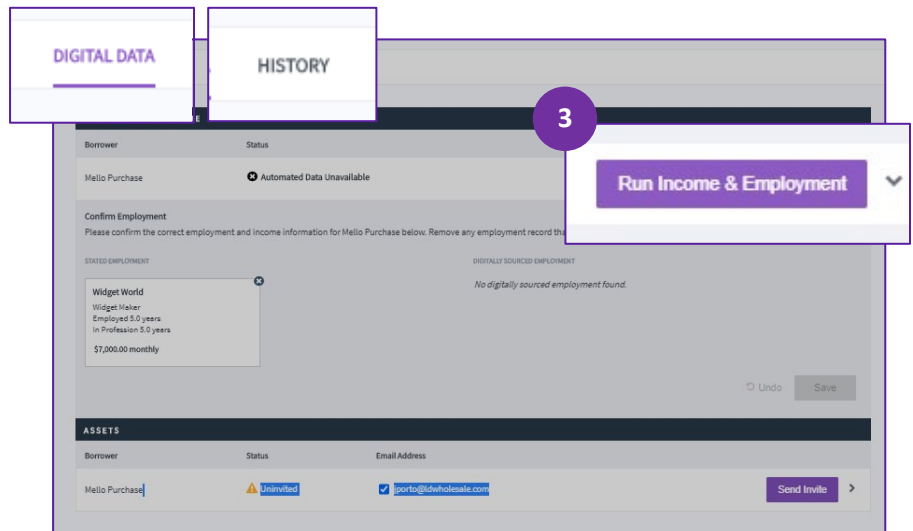 DIGITAL DATA
HISTORY
3
E
Borrower Status
Mello Purchase Automated Data Unavailable
Run Income & Employment
Confirm Employment
Please confirm the correct employment and income information for Mello Purchase below. Remove any employment record
STATED EMPLOYMENT DIGITALLY SOURCED EMPLOYMENT
Widget World
Widget Maker
Employed 5.0 years
In Profession 5.0 years
$7,000.00 monthly
No digitally sourced employment found.
Undo Save
ASSETS
Borrower Status Email Address
Mello Purchase Uninvited jporto@ldwholesale.com Send Invite